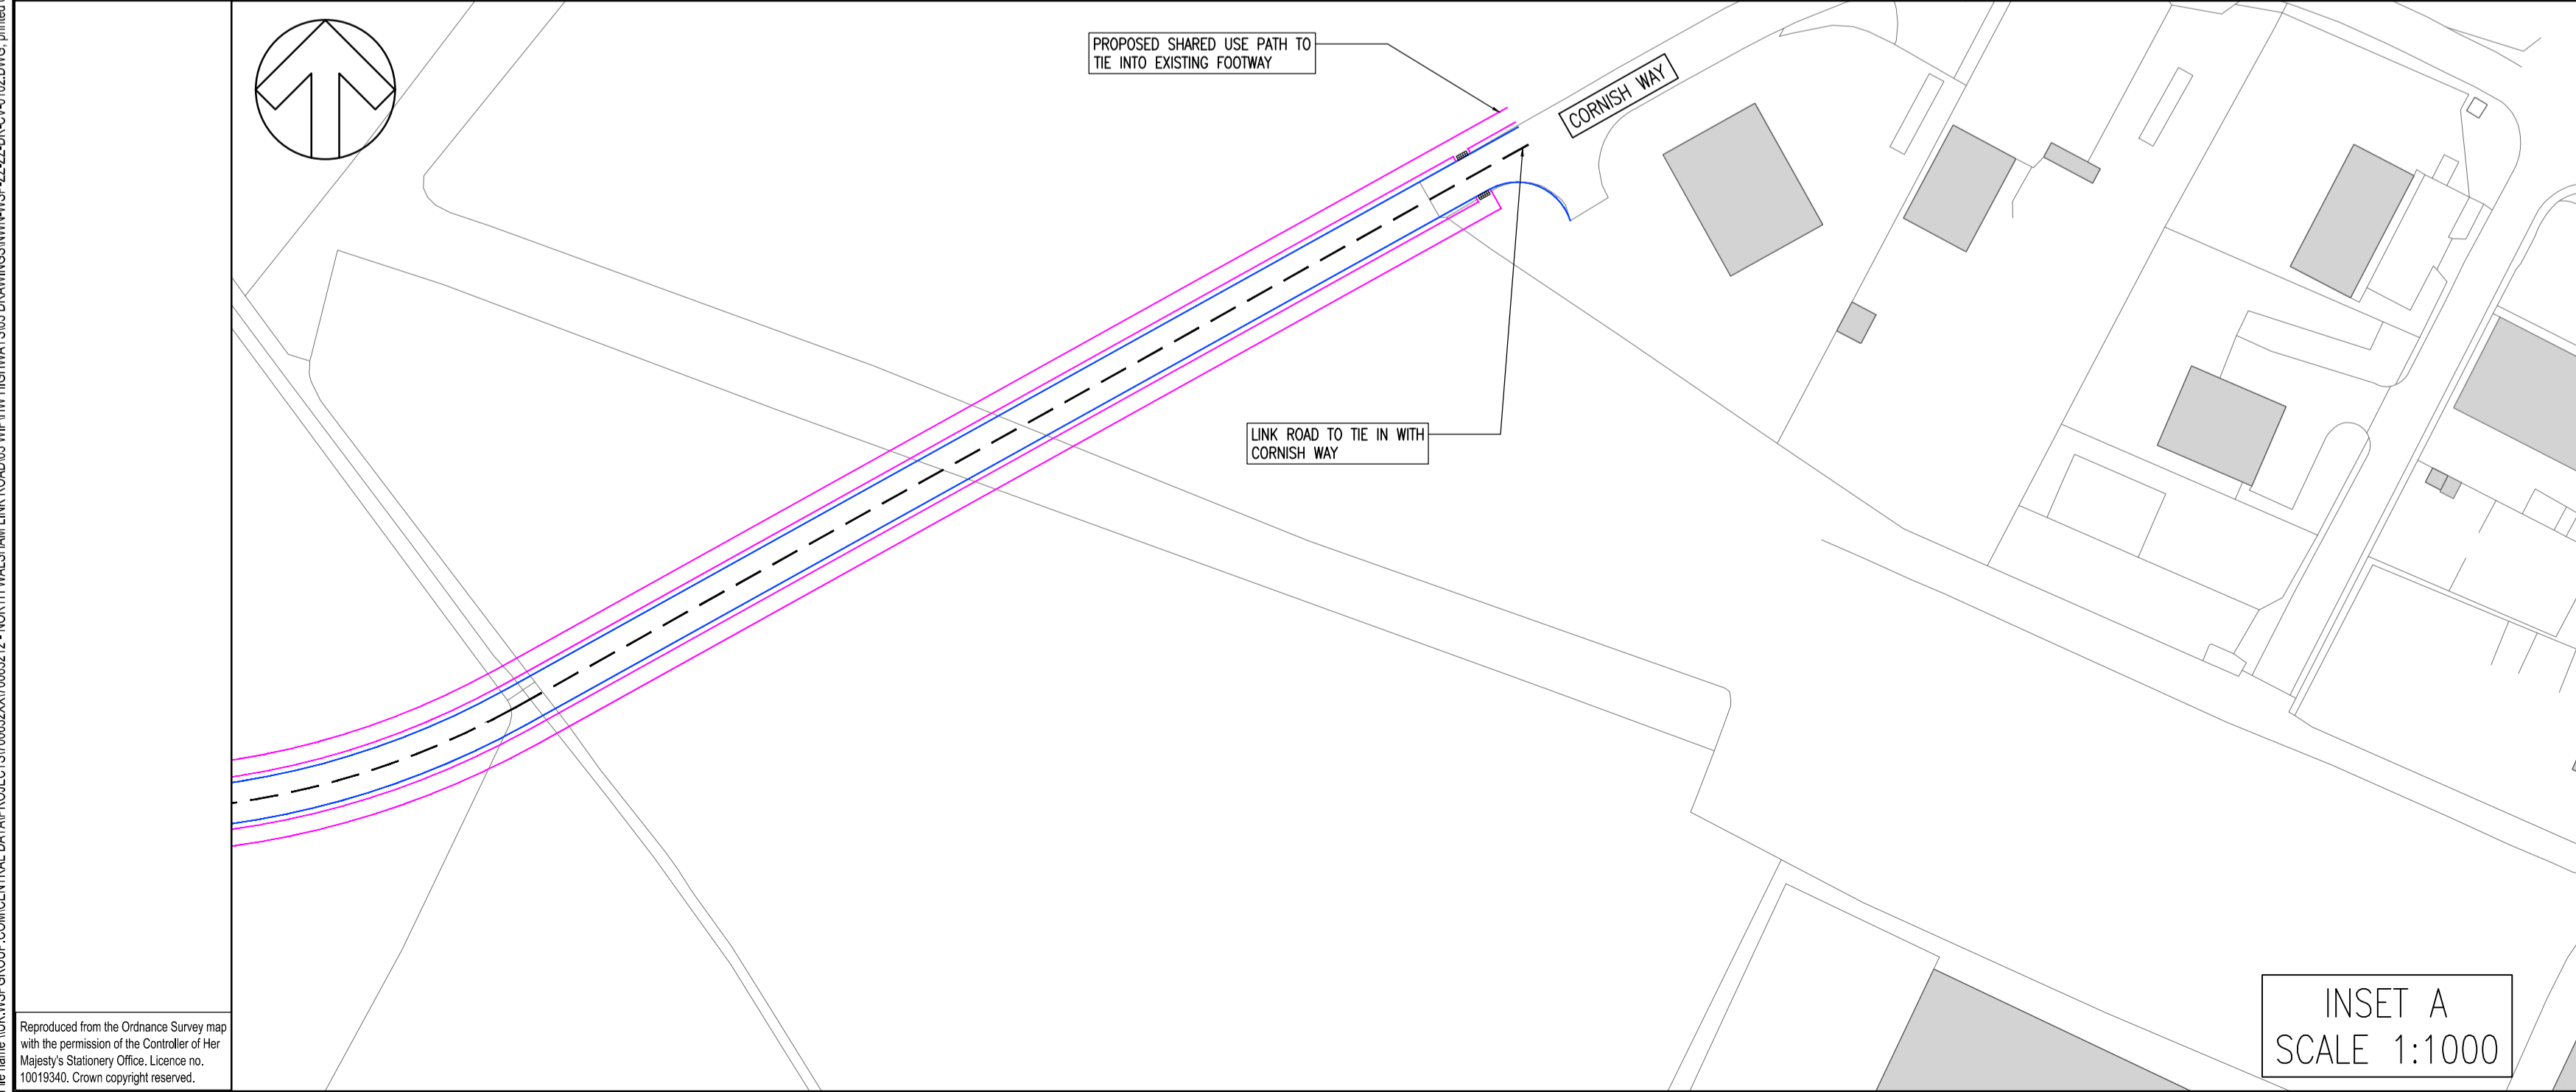 PROPOSED SHARED USE PATH TO
TIE INTO EXISTING FOOTWAY
CORNISH WAY
LINK ROAD TO TIE IN WITH
CORNISH WAY
INSET A
SCALE 1:1000
Reproduced from the Ordnance Survey map
with the permission of the Controller of Her
Majesty's Stationery Office. Licence no.
10019340. Crown copyright reserved.